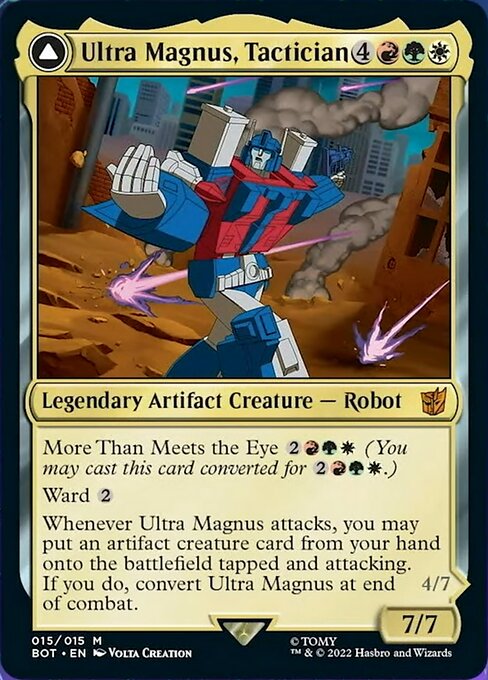 Ultra Magnus, Tactician 4
Legendary Artifact Creature — Robot
More Than Meets the Eye 2 (You
may cast this card converted for 2.)
Ward 2
Whenever Ultra Magnus attacks, you may
put an artifact creature card from your hand
onto the battlefield tapped and attacking.
If you do, convert Ultra Magnus at end
of combat.
4/7
7/7
015/015 M
BOT • EN Volta Creation
© TOMY
™ & © 2022 Hasbro and Wizards